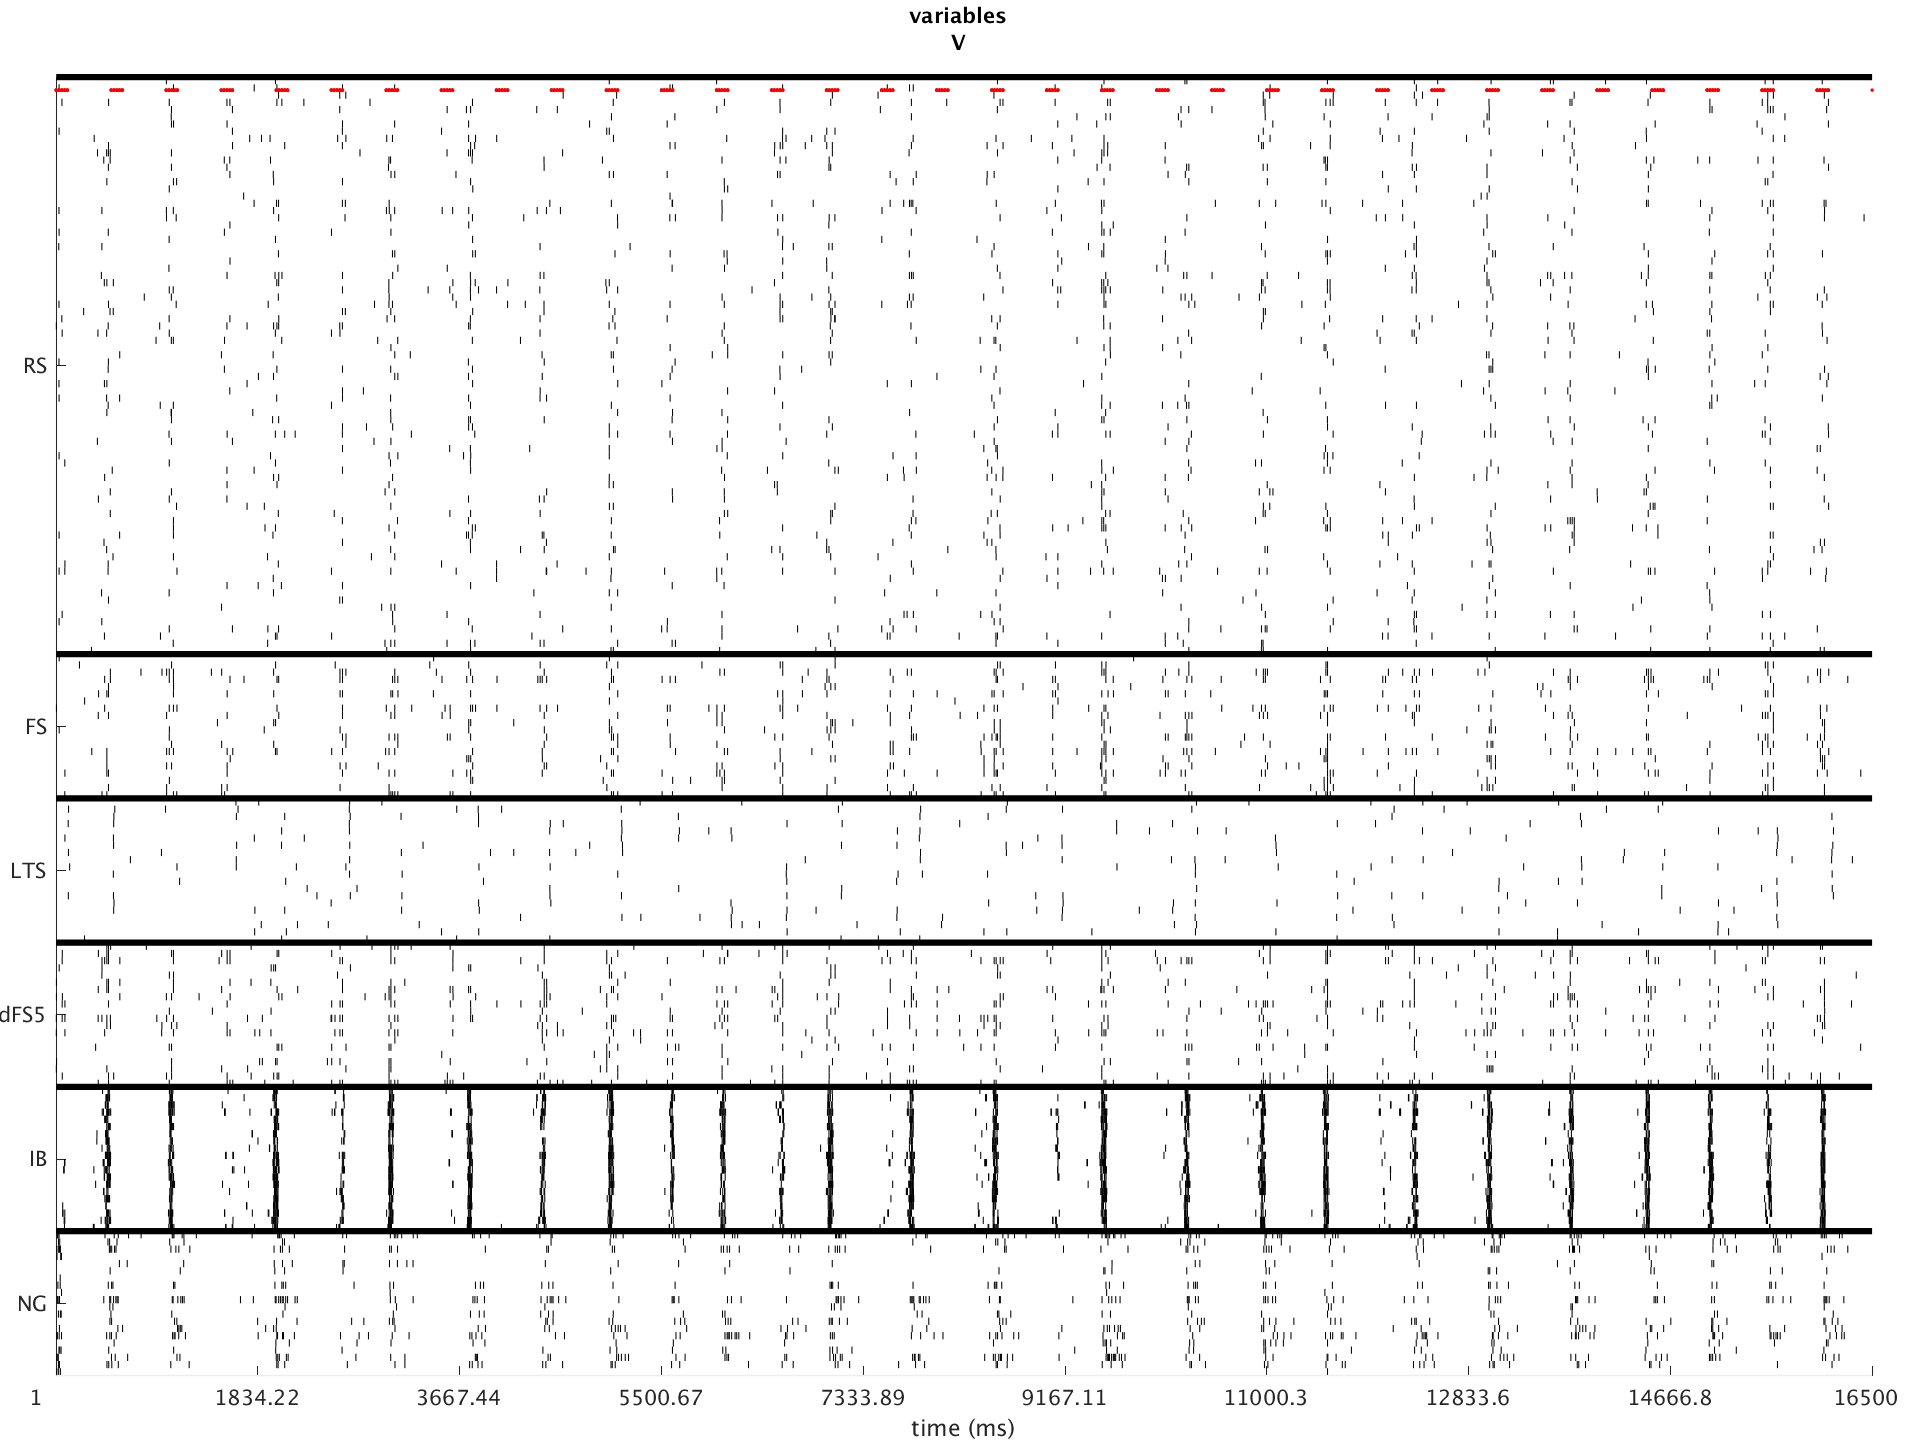 variables
V
RS
FS
LTS
dFS5
IB
NG
1 1834.22 3667.44 5500.67 7333.89 9167.11 11000.3 12833.6 14666.8 16500
time (ms)